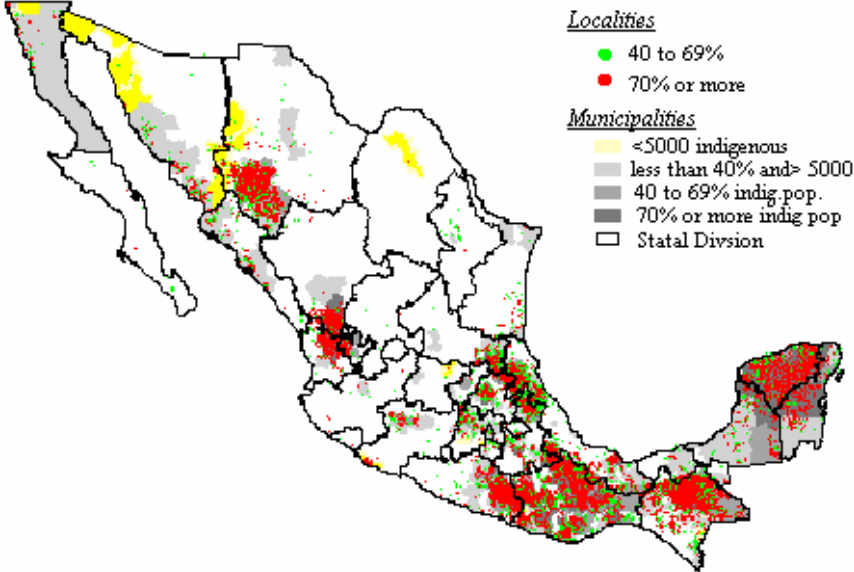 Localities
40 to 69%
70% or more
Municipalities
<5000 indigenous
less than 40% and> 5000
40 to 69% indig.pop.
70% or more indig pop
Statal Divsion